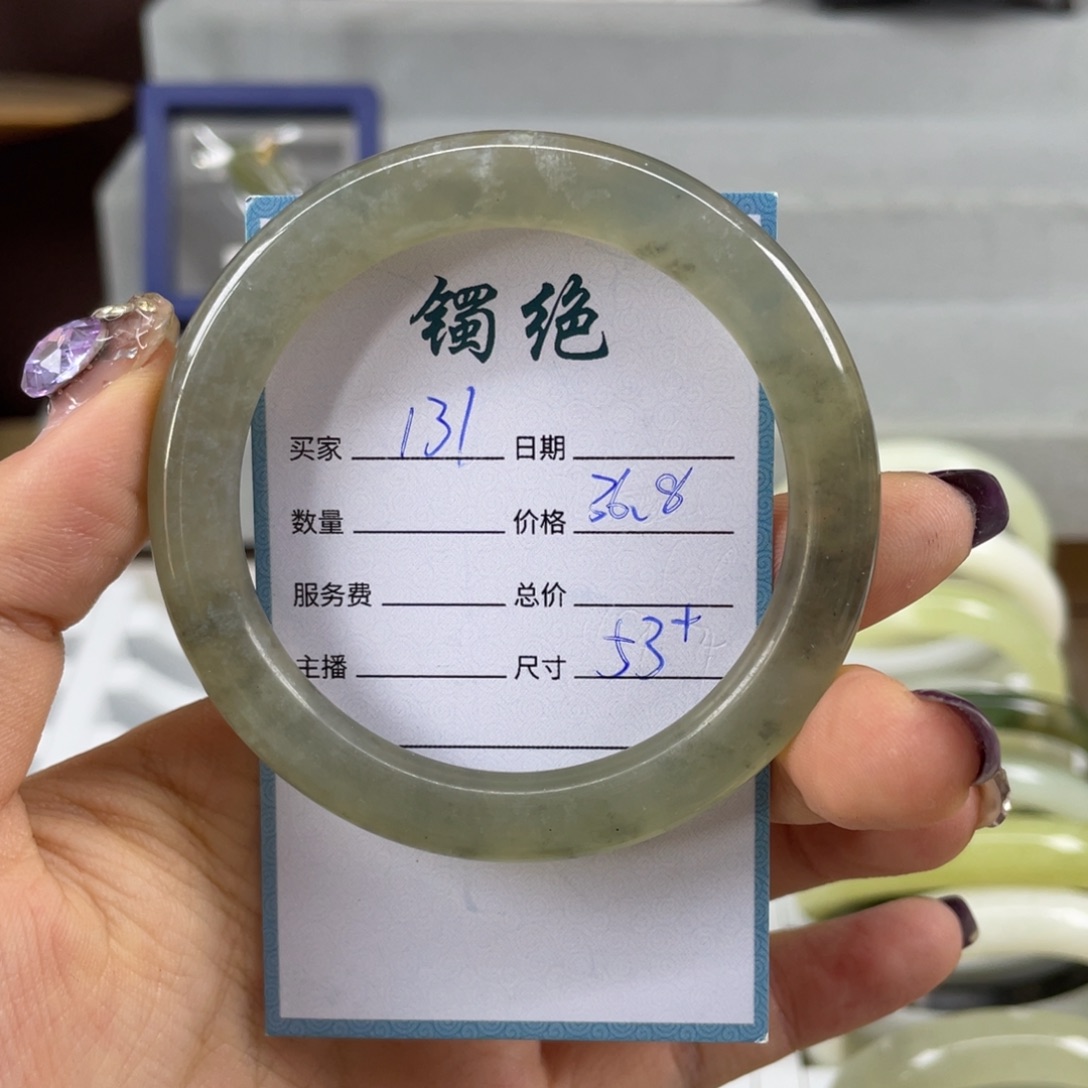 镯绝
买家 131 日期
数量 价格 36.8
服务费 总价
主播 尺寸 53+